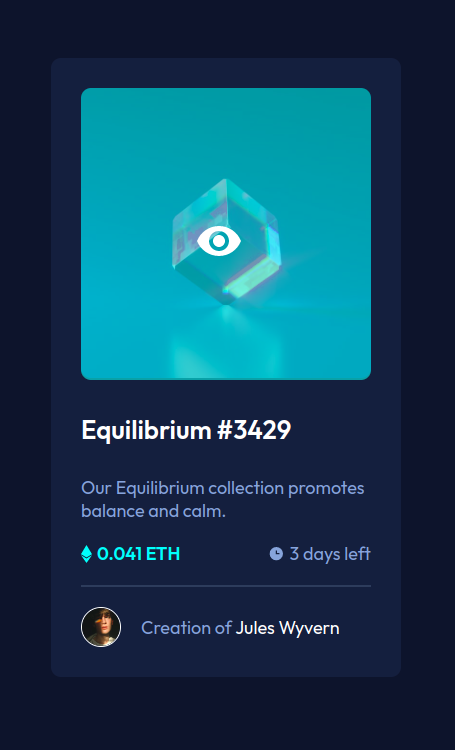 Equilibrium #3429
Our Equilibrium collection promotes
balance and calm.
0.041 ETH
3 days left
Creation of Jules Wyvern